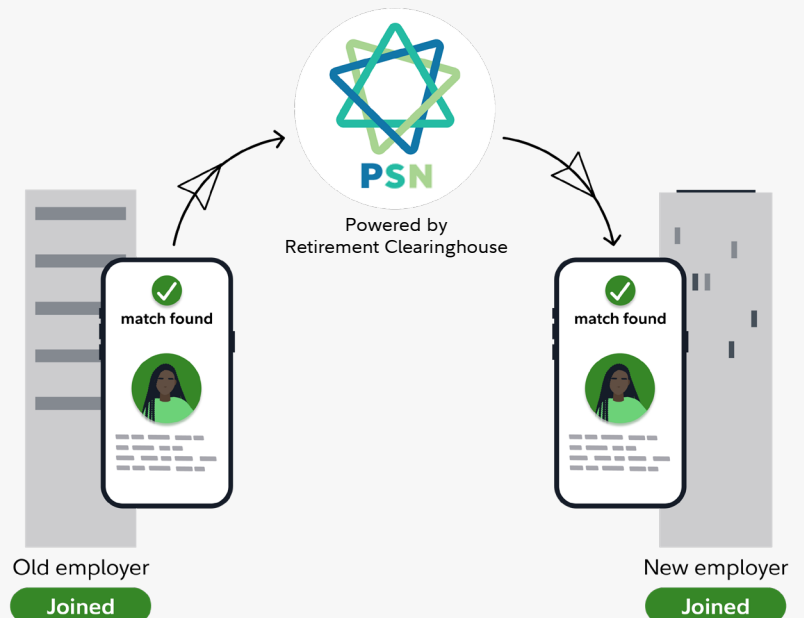 PSN
Powered by
Retirement Clearinghouse
match found
match found
Old employer
New employer
Joined
Joined